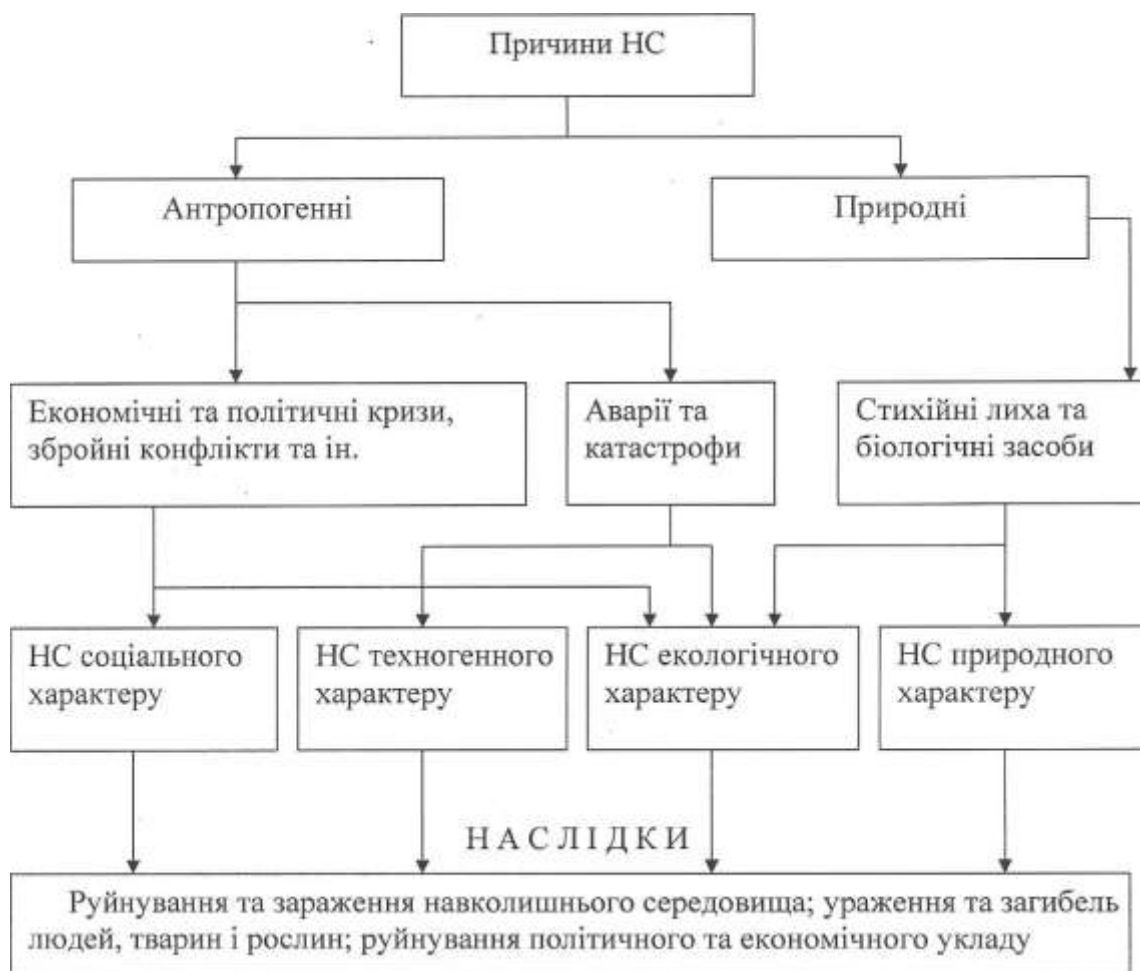 Причини НС
Антропогенні
Природні
Економічні та політичні кризи,
збройні конфлікти та ін.
Аварії та
катастрофи
Стихійні лиха та
біологічні засоби
НС соціального
характеру
НС техногенного
характеру
НС екологічного
характеру
НС природного
характеру
Н А С Л І Д К И
Руйнування та зараження навколишнього середовища; ураження та загибель
людей, тварин і рослин; руйнування політичного та економічного укладу